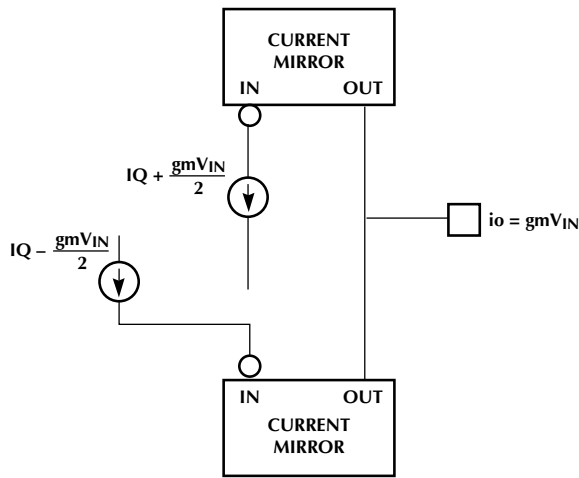 CURRENT
MIRROR
IN OUT
IQ + gmVIN
2
io = gmVIN
IQ – gmVIN
2
IN OUT
CURRENT
MIRROR